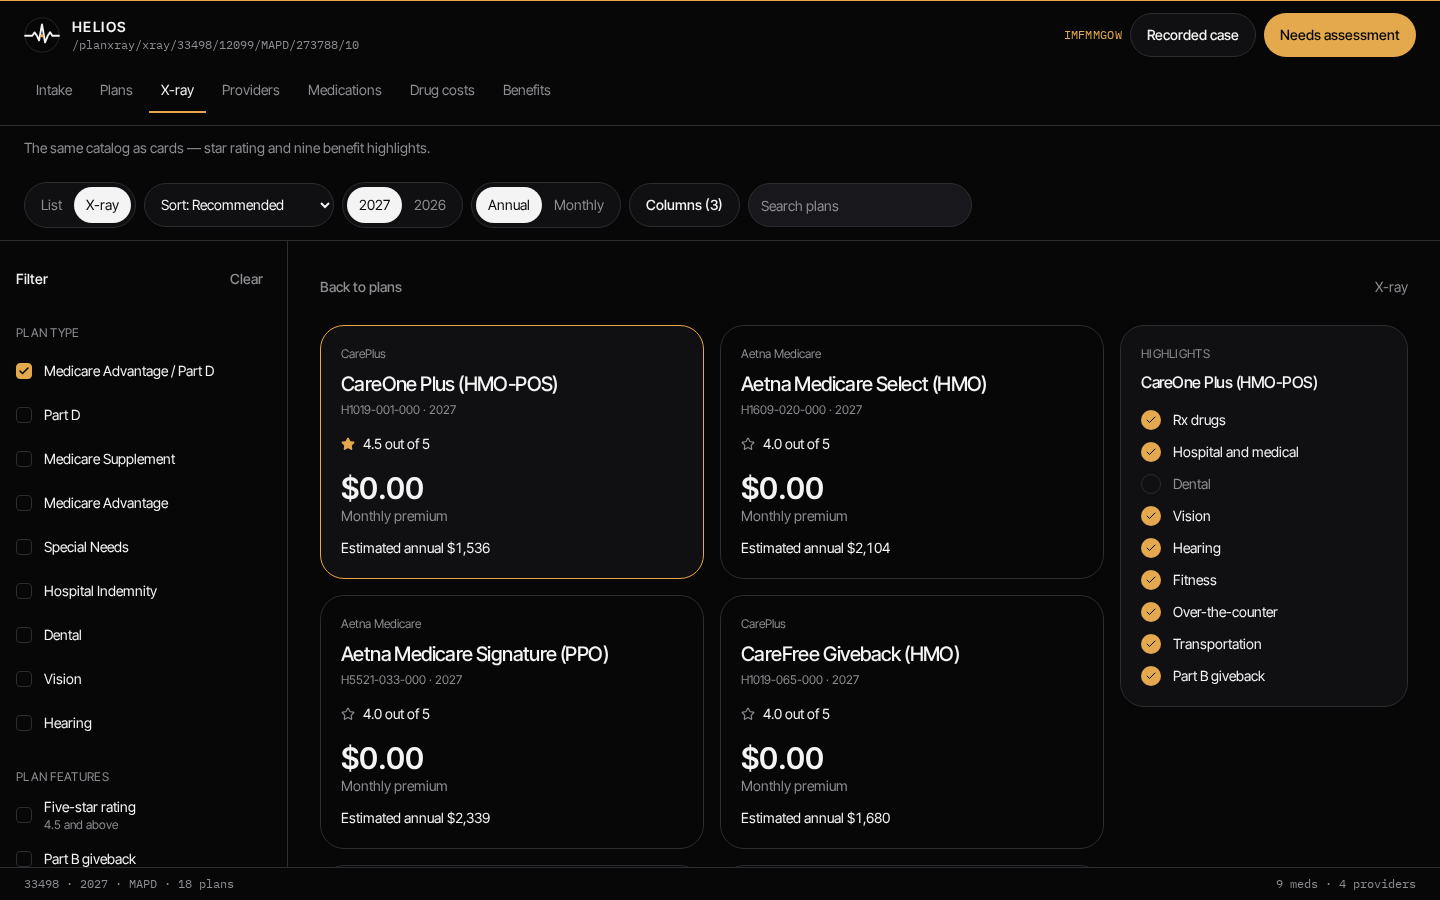 HELIOS
/planxray/xray/33498/12099/MAPD/273788/10
IMFMMGOW
Recorded case
Needs assessment
Intake
Plans
X-ray
Providers
Medications
Drug costs
Benefits
The same catalog as cards — star rating and nine benefit highlights.
List
X-ray
Sort: Recommended
2027
2026
Annual
Monthly
Columns (3)
Search plans
Filter
Clear
PLAN TYPE
Medicare Advantage / Part D
Part D
Medicare Supplement
Medicare Advantage
Special Needs
Hospital Indemnity
Dental
Vision
Hearing
PLAN FEATURES
Five-star rating
4.5 and above
Part B giveback
Back to plans
X-ray
CarePlus
CareOne Plus (HMO-POS)
H1019-001-000 · 2027
4.5 out of 5
$0.00
Monthly premium
Estimated annual $1,536
Aetna Medicare
Aetna Medicare Select (HMO)
H1609-020-000 · 2027
4.0 out of 5
$0.00
Monthly premium
Estimated annual $2,104
Aetna Medicare
Aetna Medicare Signature (PPO)
H5521-033-000 · 2027
4.0 out of 5
$0.00
Monthly premium
Estimated annual $2,339
CarePlus
CareFree Giveback (HMO)
H1019-065-000 · 2027
4.0 out of 5
$0.00
Monthly premium
Estimated annual $1,680
HIGHLIGHTS
CareOne Plus (HMO-POS)
Rx drugs
Hospital and medical
Dental
Vision
Hearing
Fitness
Over-the-counter
Transportation
Part B giveback
33498 · 2027 · MAPD · 18 plans
9 meds · 4 providers